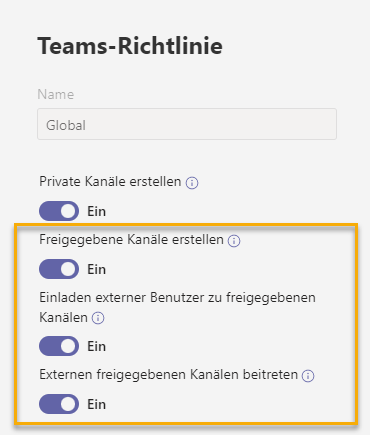 Teams-Richtlinie
Name
Global
Private Kanäle erstellen
Ein
Freigegebene Kanäle erstellen
Ein
Einladen externer Benutzer zu freigegebenen
Kanälen
Ein
Externen freigegebenen Kanälen beitreten
Ein